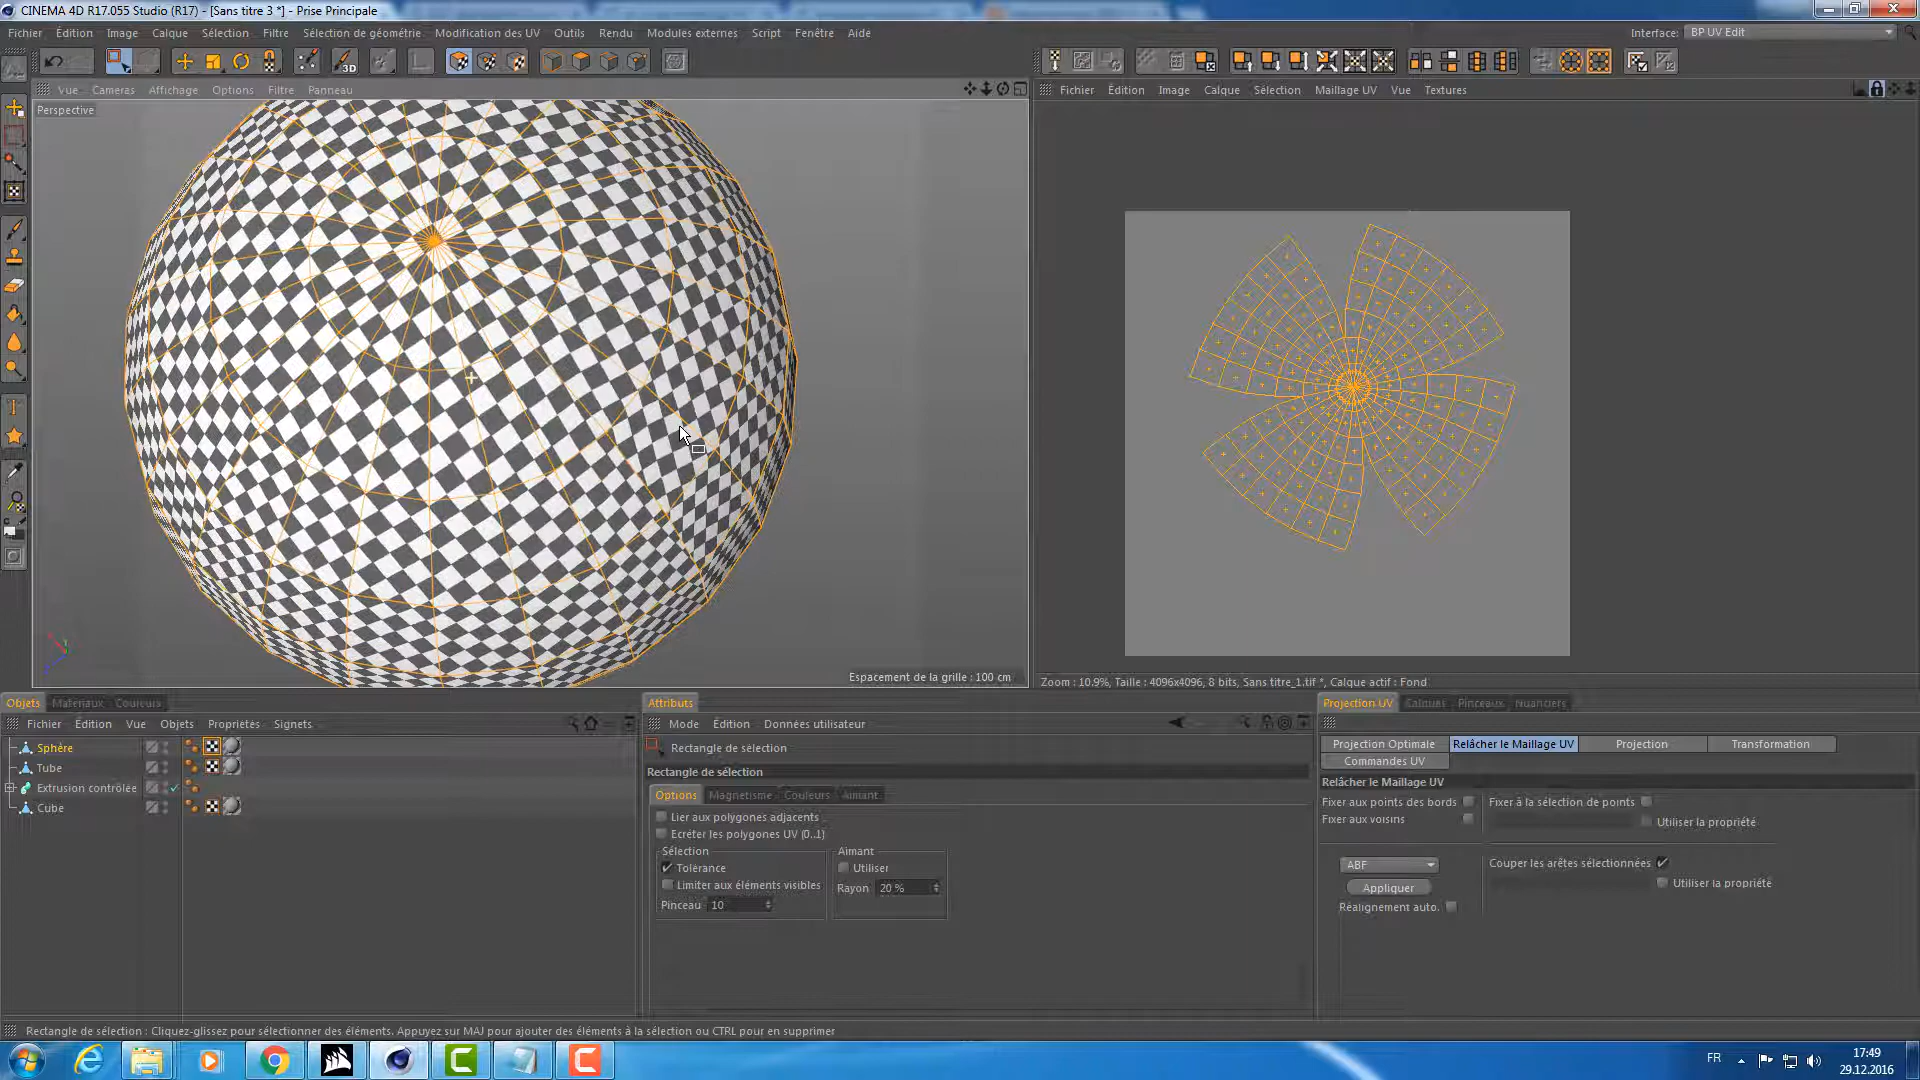 CINEMA 4D R17.055 Studio (R17) - [Sans titre 3 *] - Prise Principale
Fichier Édition Image Calque Sélection Filtre Sélection de géométrie Modification des UV Outils Rendu Modules externes Script Fenêtre Aide Interface: BP UV Edit
3D
Vue Cameras Affichage Options Filtre Panneau
Fichier Édition Image Calque Sélection Maillage UV Vue Textures
Perspective
Espacement de la grille : 100 cm
Zoom : 10.9%, Taille : 4096x4096, 8 bits, Sans titre_1.tif *, Calque actif : Fond
Objets Matériaux Couleurs
Fichier Édition Vue Objets Propriétés Signets
Sphère
Tube
Extrusion contrôlée
Cube
Attributs
Mode Édition Données utilisateur
Rectangle de sélection
Rectangle de sélection
Options Magnétisme Couleurs Aimant
Lier aux polygones adjacents
Ecrêter les polygones UV (0..1)
Sélection
Tolérance
Limiter aux éléments visibles
Pinceau 10
Aimant
Utiliser
Rayon 20 %
Projection UV Calques Pinceaux Nuanciers
Projection Optimale Relâcher le Maillage UV Projection Transformation
Commandes UV
Relâcher le Maillage UV
Fixer aux points des bords
Fixer à la sélection de points
Fixer aux voisins
Utiliser la propriété
ABF
Couper les arêtes sélectionnées
Appliquer
Utiliser la propriété
Réalignement auto.
Rectangle de sélection : Cliquez-glissez pour sélectionner des éléments. Appuyez sur MAJ pour ajouter des éléments à la sélection ou CTRL pour en supprimer
FR
17:49
29.12.2016